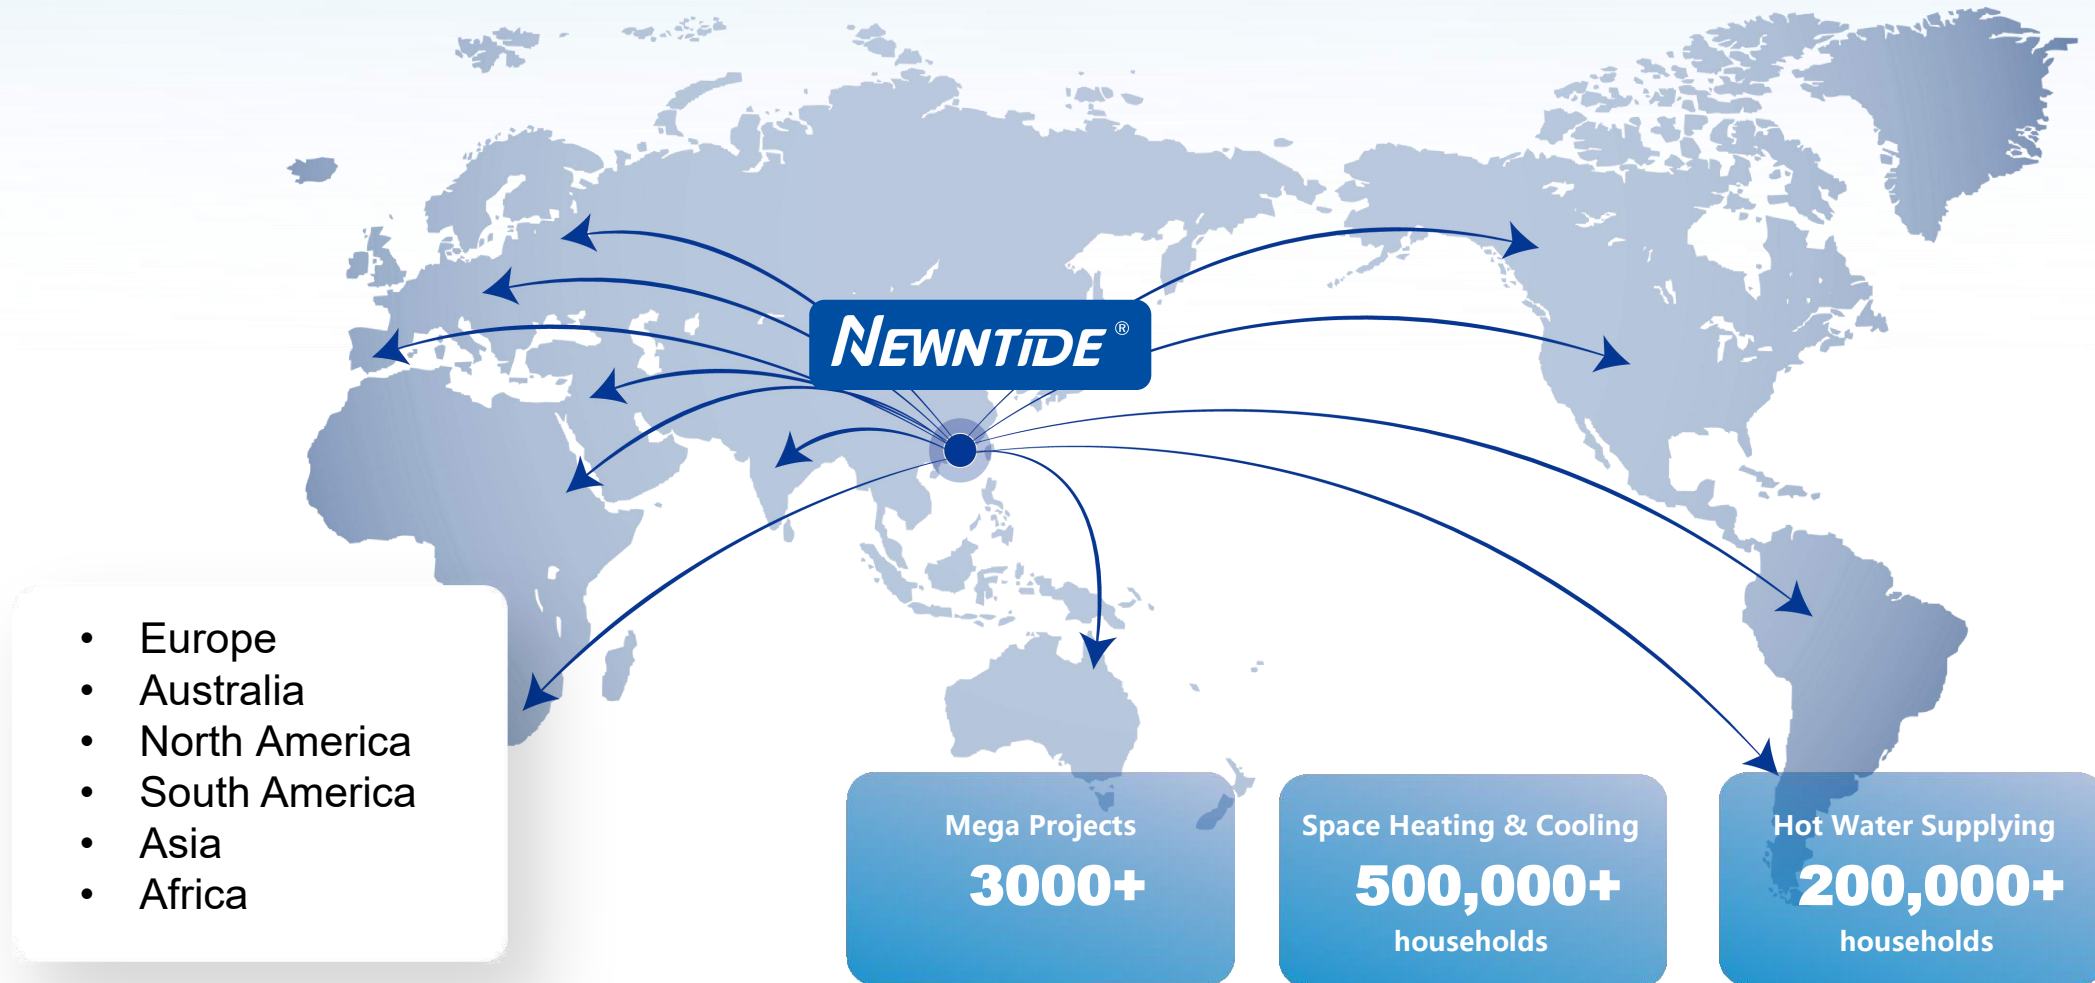 NEWNTIDE®
• Europe
• Australia
• North America
• South America
• Asia
• Africa
Mega Projects
3000+
Space Heating & Cooling
500,000+
households
Hot Water Supplying
200,000+
households